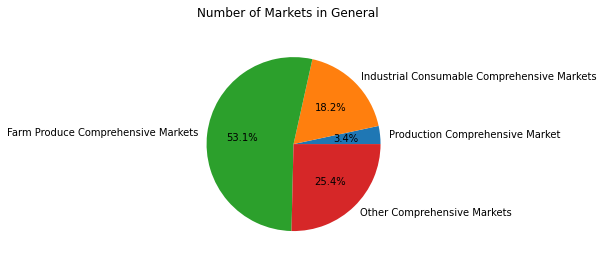 Number of Markets in General
Industrial Consumable Comprehensive Markets
18.2%
Farm Produce Comprehensive Markets
53.1%
3.4%
Production Comprehensive Market
25.4%
Other Comprehensive Markets